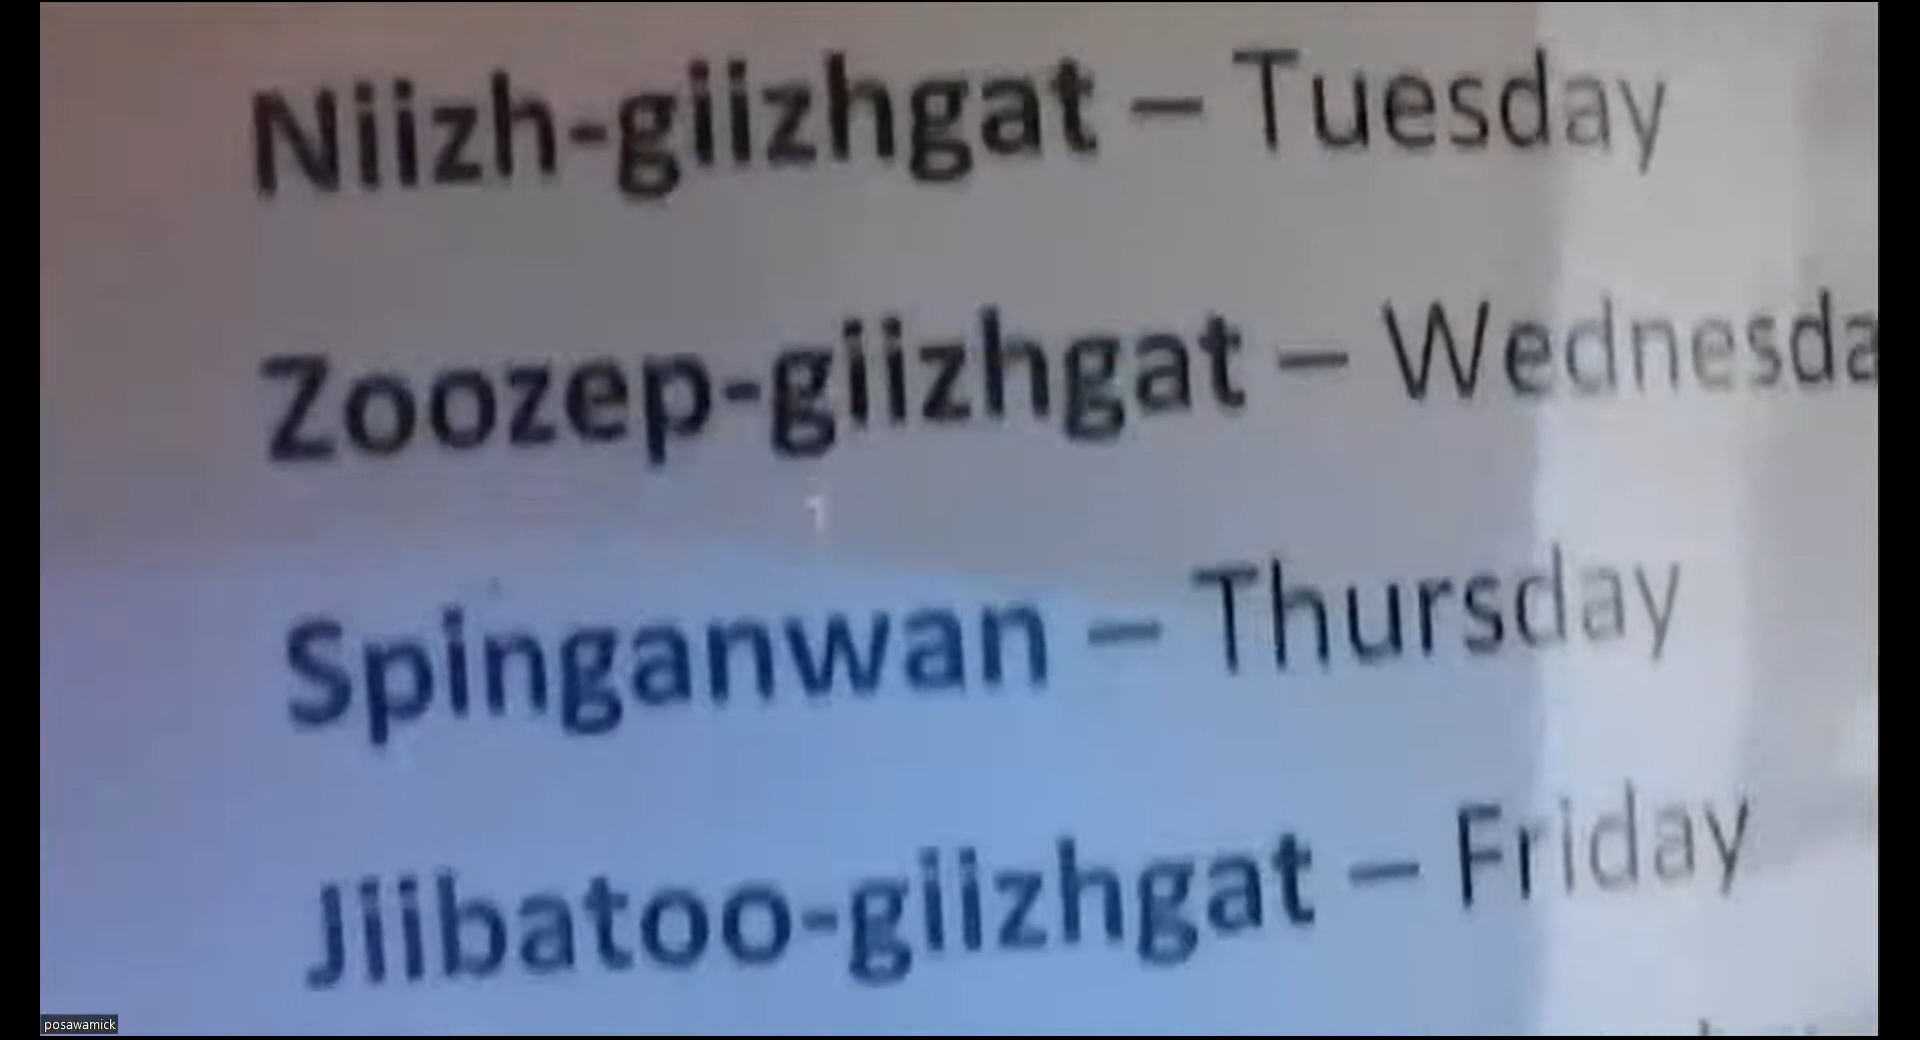 Niizh-giizhgat – Tuesday
Zoozep-giizhgat – Wednesda
Spinganwan – Thursday
Jiibatoo-giizhgat – Friday
posawamick